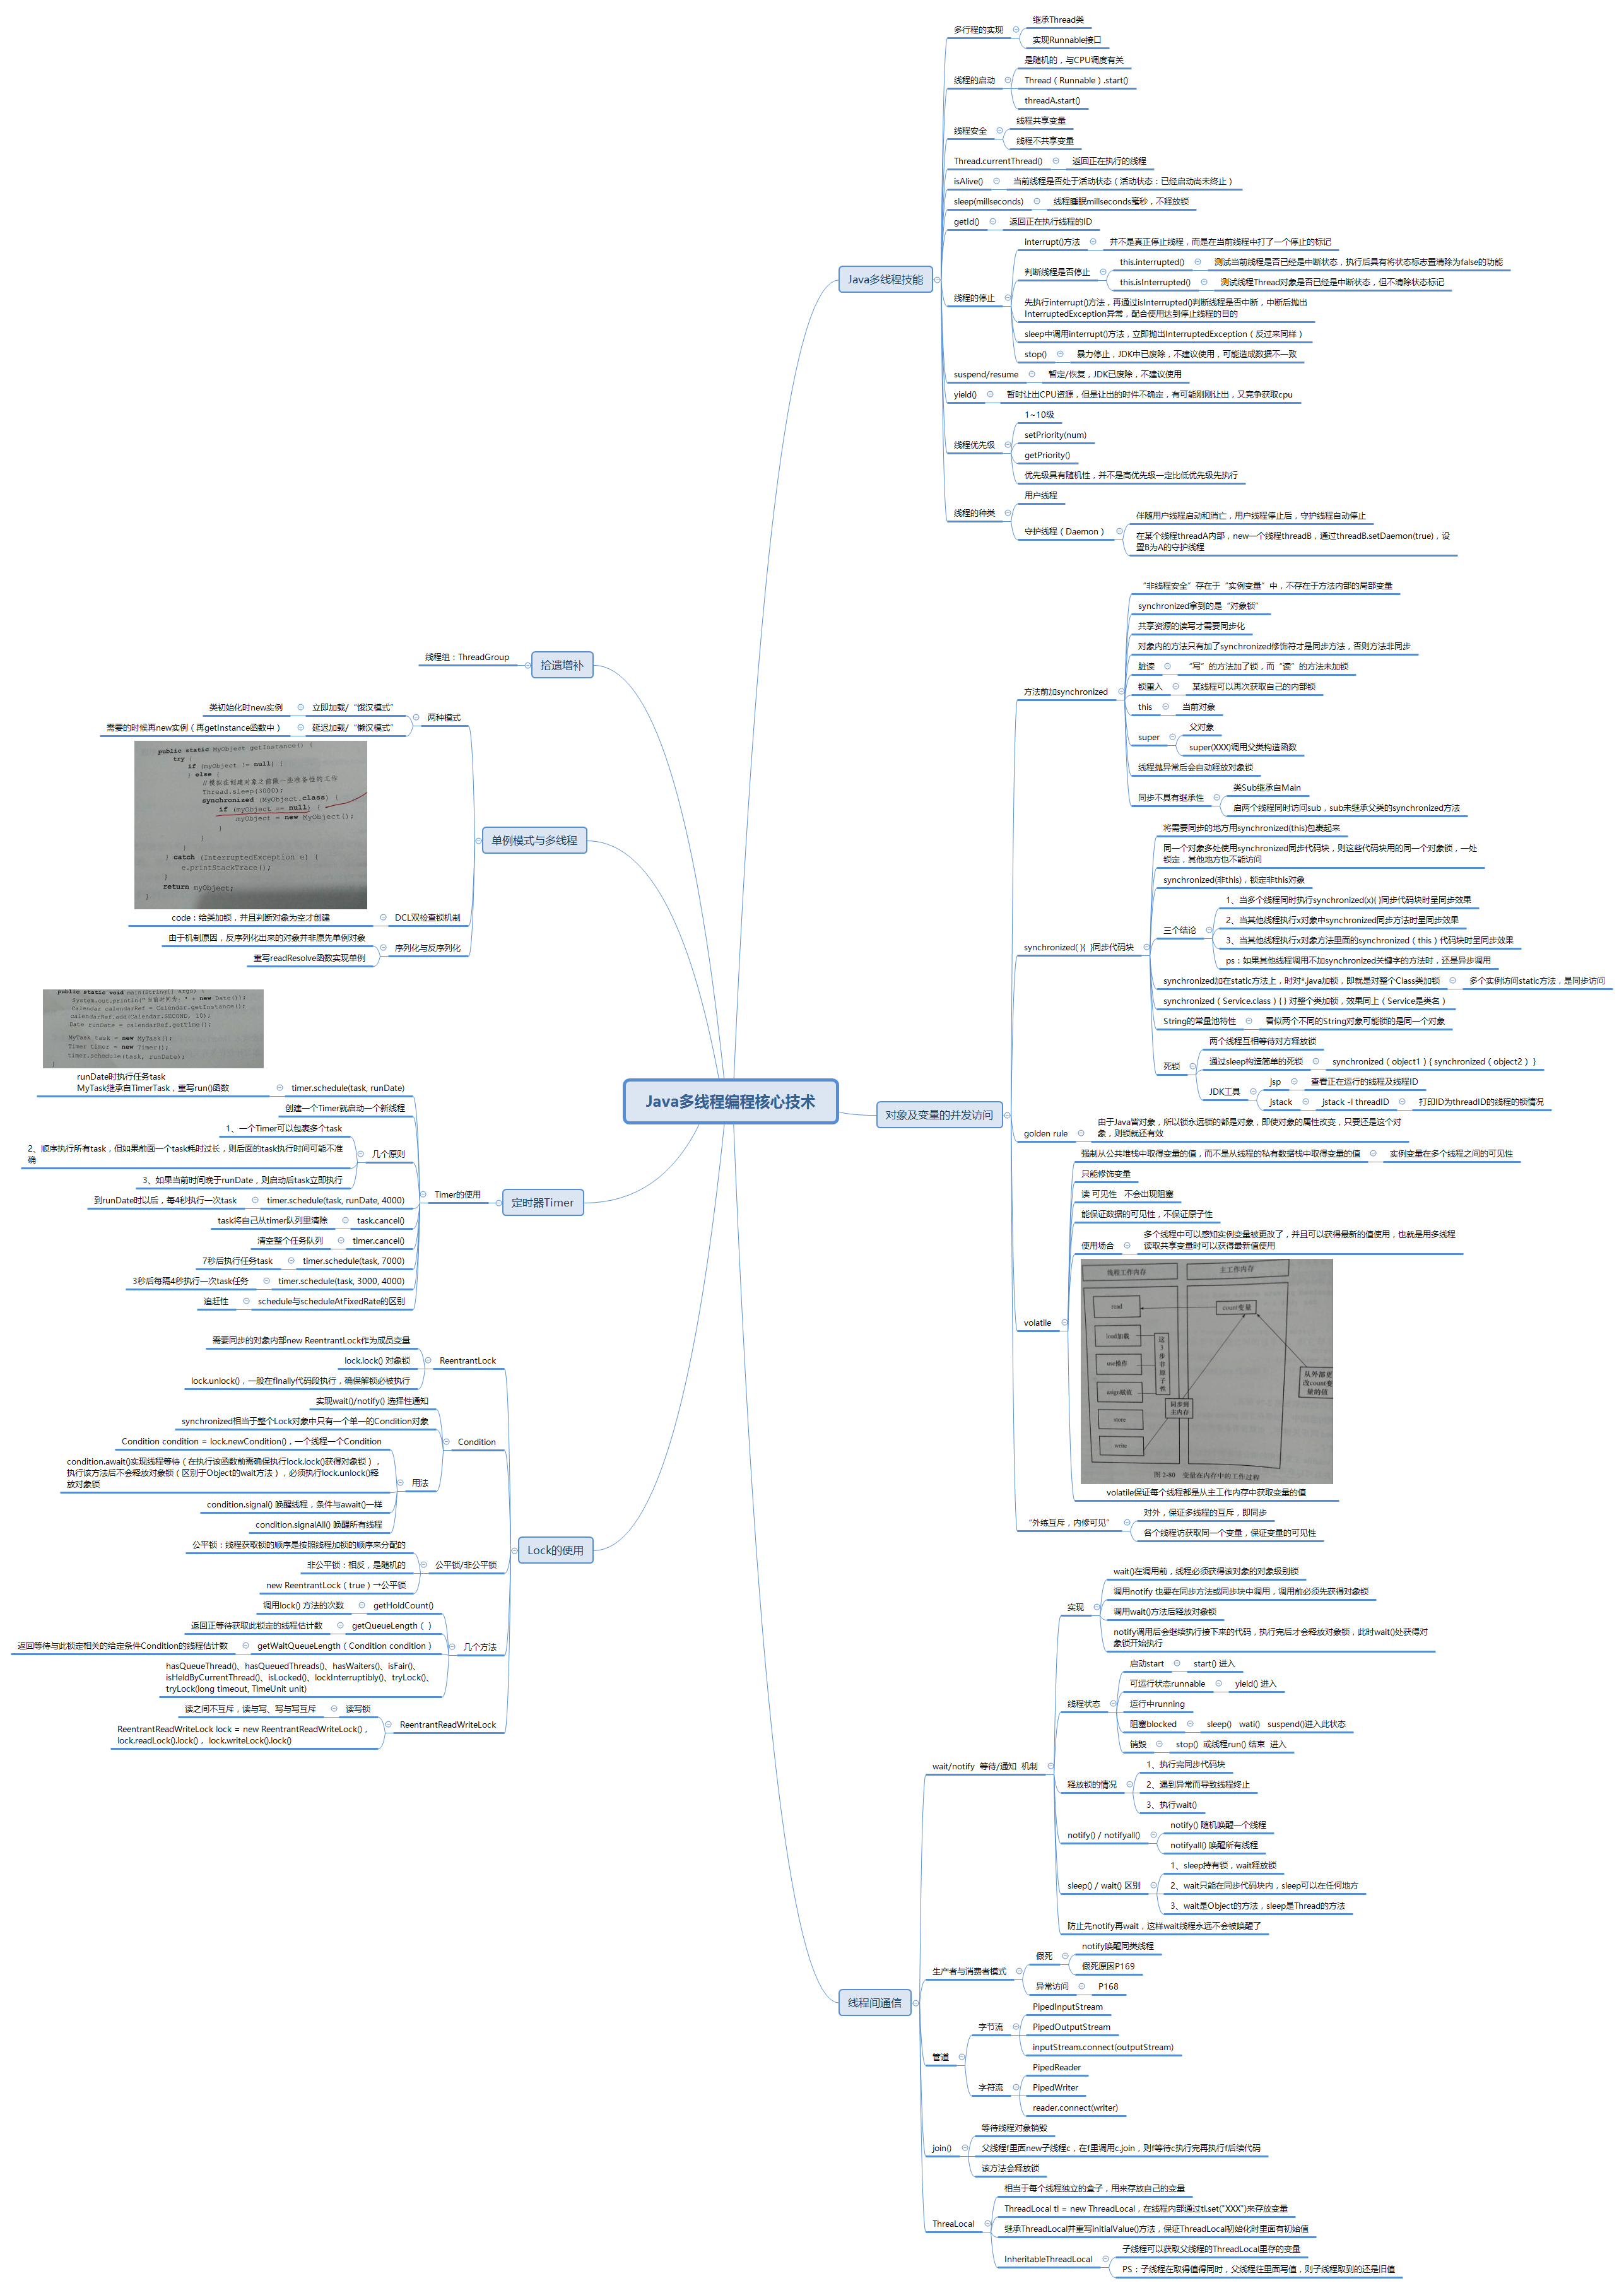 Java多线程编程核心技术
Java多线程技能
多行程的实现
继承Thread类
实现Runnable接口
线程的启动
是随机的，与CPU调度有关
Thread（Runnable）.start()
threadA.start()
线程安全
线程共享变量
线程不共享变量
Thread.currentThread()
返回正在执行的线程
isAlive()
当前线程是否处于活动状态（活动状态：已经启动尚未终止）
sleep(millseconds)
线程睡眠millseconds毫秒，不释放锁
getId()
返回正在执行线程的ID
线程的停止
interrupt()方法
并不是真正停止线程，而是在当前线程中打了一个停止的标记
判断线程是否停止
this.interrupted()
测试当前线程是否已经是中断状态，执行后具有将状态标志置清除为false的功能
this.isInterrupted()
测试线程Thread对象是否已经是中断状态，但不清除状态标记
先执行interrupt()方法，再通过isInterrupted()判断线程是否中断，中断后抛出
InterruptedException异常，配合使用达到停止线程的目的
sleep中调用interrupt()方法，立即抛出InterruptedException（反过来同样）
stop()
暴力停止，JDK中已废除，不建议使用，可能造成数据不一致
suspend/resume
暂定/恢复，JDK已废除，不建议使用
yield()
暂时让出CPU资源，但是让出的时件不确定，有可能刚刚让出，又竞争获取cpu
线程优先级
1~10级
setPriority(num)
getPriority()
优先级具有随机性，并不是高优先级一定比低优先级先执行
线程的种类
用户线程
守护线程（Daemon）
伴随用户线程启动和消亡，用户线程停止后，守护线程自动停止
在某个线程threadA内部，new一个线程threadB，通过threadB.setDaemon(true)，设
置B为A的守护线程
对象及变量的并发访问
方法前加synchronized
“非线程安全”存在于“实例变量”中，不存在于方法内部的局部变量
synchronized拿到的是“对象锁”
共享资源的读写才需要同步化
对象内的方法只有加了synchronized修饰符才是同步方法，否则方法非同步
脏读
“写”的方法加了锁，而“读”的方法未加锁
锁重入
某线程可以再次获取自己的内部锁
this
当前对象
super
父对象
super(XXX)调用父类构造函数
线程抛异常后会自动释放对象锁
同步不具有继承性
类Sub继承自Main
启两个线程同时访问sub，sub未继承父类的synchronized方法
synchronized( ){ }同步代码块
将需要同步的地方用synchronized(this)包裹起来
同一个对象多处使用synchronized同步代码块，则这些代码块用的同一个对象锁，一处
锁定，其他地方也不能访问
synchronized(非this)，锁定非this对象
三个结论
1、当多个线程同时执行synchronized(x){ }同步代码块时呈同步效果
2、当其他线程执行x对象中synchronized同步方法时呈同步效果
3、当其他线程执行x对象方法里面的synchronized（this）代码块时呈同步效果
ps：如果其他线程调用不加synchronized关键字的方法时，还是异步调用
synchronized加在static方法上，时对*.java加锁，即就是对整个Class类加锁
多个实例访问static方法，是同步访问
synchronized（Service.class）{ } 对整个类加锁，效果同上（Service是类名）
String的常量池特性
看似两个不同的String对象可能锁的是同一个对象
死锁
两个线程互相等待对方释放锁
通过sleep构造简单的死锁
synchronized（object1）{ synchronized（object2） }
JDK工具
jsp
查看正在运行的线程及线程ID
jstack
jstack -l threadID
打印ID为threadID的线程的锁情况
golden rule
由于Java皆对象，所以锁永远锁的都是对象，即使对象的属性改变，只要还是这个对
象，则锁就还有效
volatile
强制从公共堆栈中取得变量的值，而不是从线程的私有数据栈中取得变量的值
实例变量在多个线程之间的可见性
只能修饰变量
读 可见性 不会出现阻塞
能保证数据的可见性，不保证原子性
使用场合
多个线程中可以感知实例变量被更改了，并且可以获得最新的值使用，也就是用多线程
读取共享变量时可以获得最新值使用
线程工作内存
主工作内存
read
count变量
load加载
use操作
asign赋值
store
write
这3步非原子性
同步到
主内存
从外部更
改count变
量的值
图 2-80 变量在内存中的工作过程
volatile保证每个线程都是从主工作内存中获取变量的值
“外练互斥，内修可见”
对外，保证多线程的互斥，即同步
各个线程访获取同一个变量，保证变量的可见性
线程间通信
wait/notify 等待/通知 机制
实现
wait()在调用前，线程必须获得该对象的对象级别锁
调用notify 也要在同步方法或同步块中调用，调用前必须先获得对象锁
调用wait()方法后释放对象锁
notify调用后会继续执行接下来的代码，执行完后才会释放对象锁，此时wait()处获得对
象锁开始执行
线程状态
启动start
start() 进入
可运行状态runnable
yield() 进入
运行中running
阻塞blocked
sleep() wati() suspend()进入此状态
销毁
stop() 或线程run() 结束 进入
释放锁的情况
1、执行完同步代码块
2、遇到异常而导致线程终止
3、执行wait()
notify() / notifyall()
notify() 随机唤醒一个线程
notifyall() 唤醒所有线程
sleep() / wait() 区别
1、sleep持有锁，wait释放锁
2、wait只能在同步代码块内，sleep可以在任何地方
3、wait是Object的方法，sleep是Thread的方法
防止先notify再wait，这样wait线程永远不会被唤醒了
生产者与消费者模式
假死
notify唤醒同类线程
假死原因P169
异常访问
P168
管道
字节流
PipedInputStream
PipedOutputStream
inputStream.connect(outputStream)
字符流
PipedReader
PipedWriter
reader.connect(writer)
join()
等待线程对象销毁
父线程f里面new子线程c，在f里调用c.join，则f等待c执行完再执行f后续代码
该方法会释放锁
ThreaLocal
相当于每个线程独立的盒子，用来存放自己的变量
ThreadLocal tl = new ThreadLocal，在线程内部通过tl.set("XXX")来存放变量
继承ThreadLocal并重写initialValue()方法，保证ThreadLocal初始化时里面有初始值
InheritableThreadLocal
子线程可以获取父线程的ThreadLocal里存的变量
PS：子线程在取得值得同时，父线程往里面写值，则子线程取到的还是旧值
拾遗增补
线程组：ThreadGroup
单例模式与多线程
两种模式
立即加载/“饿汉模式”
类初始化时new实例
延迟加载/“懒汉模式”
需要的时候再new实例（再getInstance函数中）
public static MyObject getInstance() {
try {
if (myObject != null) {
} else {
//模拟在创建对象之前做一些准备性的工作
Thread.sleep(3000);
synchronized (MyObject.class) {
if (myObject == null) {
myObject = new MyObject();
}
}
}
} catch (InterruptedException e) {
e.printStackTrace();
}
return myObject;
}
DCL双检查锁机制
code：给类加锁，并且判断对象为空才创建
序列化与反序列化
由于机制原因，反序列化出来的对象并非原先单例对象
重写readResolve函数实现单例
定时器Timer
Timer的使用
public static void main(String[] args) {
System.out.println("当前时间为：" + new Date());
Calendar calendarRef = Calendar.getInstance();
calendarRef.add(Calendar.SECOND, 10);
Date runDate = calendarRef.getTime();
MyTask task = new MyTask();
Timer timer = new Timer();
timer.schedule(task, runDate);
}
timer.schedule(task, runDate)
runDate时执行任务task
MyTask继承自TimerTask，重写run()函数
创建一个Timer就启动一个新线程
几个原则
1、一个Timer可以包裹多个task
2、顺序执行所有task，但如果前面一个task耗时过长，则后面的task执行时间可能不准
确
3、如果当前时间晚于runDate，则启动后task立即执行
timer.schedule(task, runDate, 4000)
到runDate时以后，每4秒执行一次task
task.cancel()
task将自己从timer队列里清除
timer.cancel()
清空整个任务队列
timer.schedule(task, 7000)
7秒后执行任务task
timer.schedule(task, 3000, 4000)
3秒后每隔4秒执行一次task任务
schedule与scheduleAtFixedRate的区别
追赶性
Lock的使用
ReentrantLock
需要同步的对象内部new ReentrantLock作为成员变量
lock.lock() 对象锁
lock.unlock()，一般在finally代码段执行，确保解锁必被执行
Condition
实现wait()/notify() 选择性通知
synchronized相当于整个Lock对象中只有一个单一的Condition对象
用法
Condition condition = lock.newCondition()，一个线程一个Condition
condition.await()实现线程等待（在执行该函数前需确保执行lock.lock()获得对象锁），
执行该方法后不会释放对象锁（区别于Object的wait方法），必须执行lock.unlock()释
放对象锁
condition.signal() 唤醒线程，条件与await()一样
condition.signalAll() 唤醒所有线程
公平锁/非公平锁
公平锁：线程获取锁的顺序是按照线程加锁的顺序来分配的
非公平锁：相反，是随机的
new ReentrantLock（true）→公平锁
几个方法
getHoldCount()
调用lock() 方法的次数
getQueueLength（ ）
返回正等待获取此锁定的线程估计数
getWaitQueueLength（Condition condition）
返回等待与此锁定相关的给定条件Condition的线程估计数
hasQueueThread()、hasQueuedThreads()、hasWaiters()、isFair()、
isHeldByCurrentThread()、isLocked()、lockInterruptibly()、tryLock()、
tryLock(long timeout, TimeUnit unit)
ReentrantReadWriteLock
读写锁
读之间不互斥，读与写、写与写互斥
ReentrantReadWriteLock lock = new ReentrantReadWriteLock()，
lock.readLock().lock() ，lock.writeLock().lock()